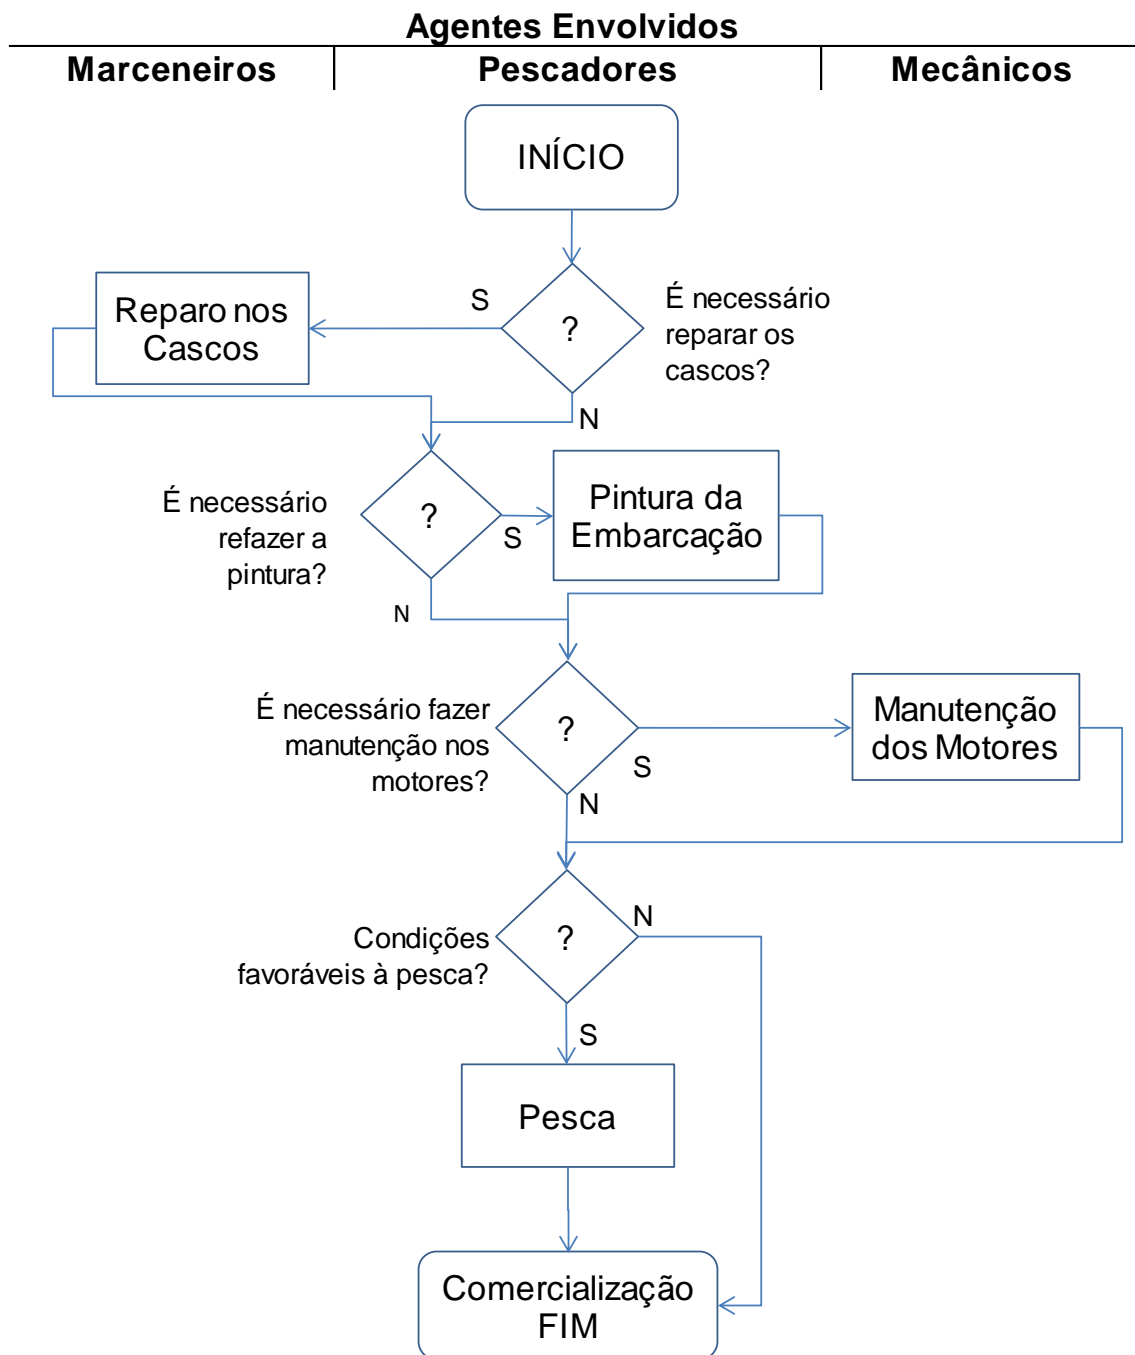 Agentes Envolvidos
Marceneiros
Pescadores
Mecânicos
INÍCIO
S
?
É necessário
reparar os
cascos?
Reparo nos
Cascos
N
É necessário
refazer a
pintura?
?
S
Pintura da
Embarcação
N
É necessário fazer
manutenção nos
motores?
?
S
Manutenção
dos Motores
N
Condições
favoráveis à pesca?
?
N
S
Pesca
Comercialização
FIM